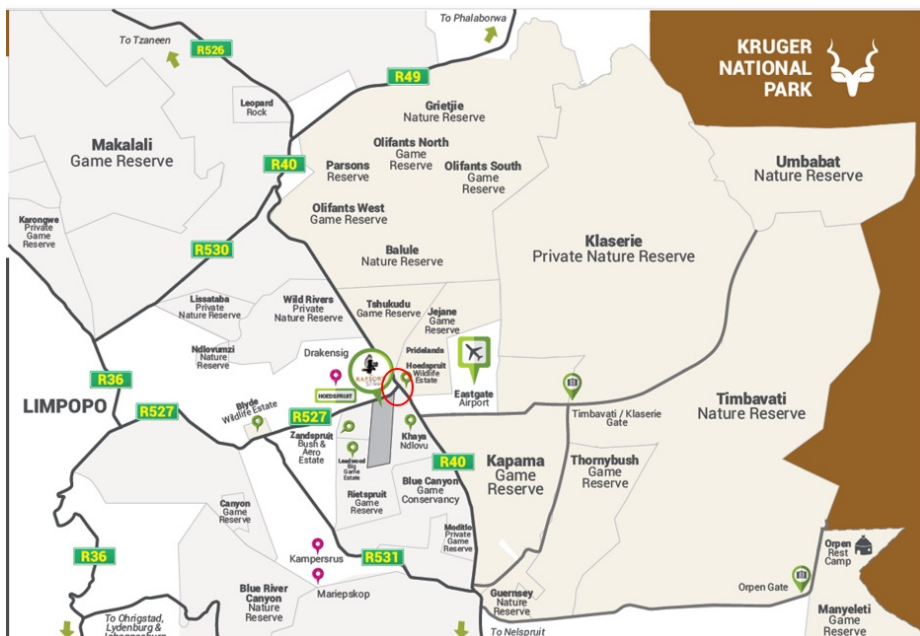 To Phalaborwa
To Tzaneen
R526
R49
KRUGER
NATIONAL
PARK
Leopard
Rock
Grietjie
Nature Reserve
Makalali
Game Reserve
Olifants North
Game
Reserve
R40
Parsons
Reserve
Olifants South
Game
Reserve
Umbabat
Nature Reserve
Olifants West
Game Reserve
Karongwe
Private
Game
Reserve
R530
Balule
Nature Reserve
Klaserie
Private Nature Reserve
Lissataba
Private
Nature Reserve
Wild Rivers
Private
Nature Reserve
Tshukudu
Game Reserve
Jejane
Game
Reserve
Ndlovumzi
Nature
Reserve
Drakensig
Pridelands
Hoedspruit
Wildlife
Estate
HOEDSPRUIT
Eastgate
Airport
R36
LIMPOPO
R527
Blyde
Wildlife Estate
R527
Timbavati / Klaserie
Gate
Timbavati
Nature Reserve
Zandspruit
Bush &
Aero
Estate
Khaya
Ndlovu
Leadwood
Big
Game
Estate
R40
Kapama
Game
Reserve
Thornybush
Game
Reserve
Rietspruit
Game
Reserve
Blue Canyon
Game
Conservancy
Canyon
Game
Reserve
Moditlo
Private
Game
Reserve
R36
Kampersrus
R531
Orpen
Rest
Camp
Mariepskop
Orpen Gate
Blue River
Canyon
Nature
Reserve
Guernsey
Nature
Reserve
Manyeleti
Game
Reserve
To Ohrigstad,
Lydenburg &
To Nelspruit